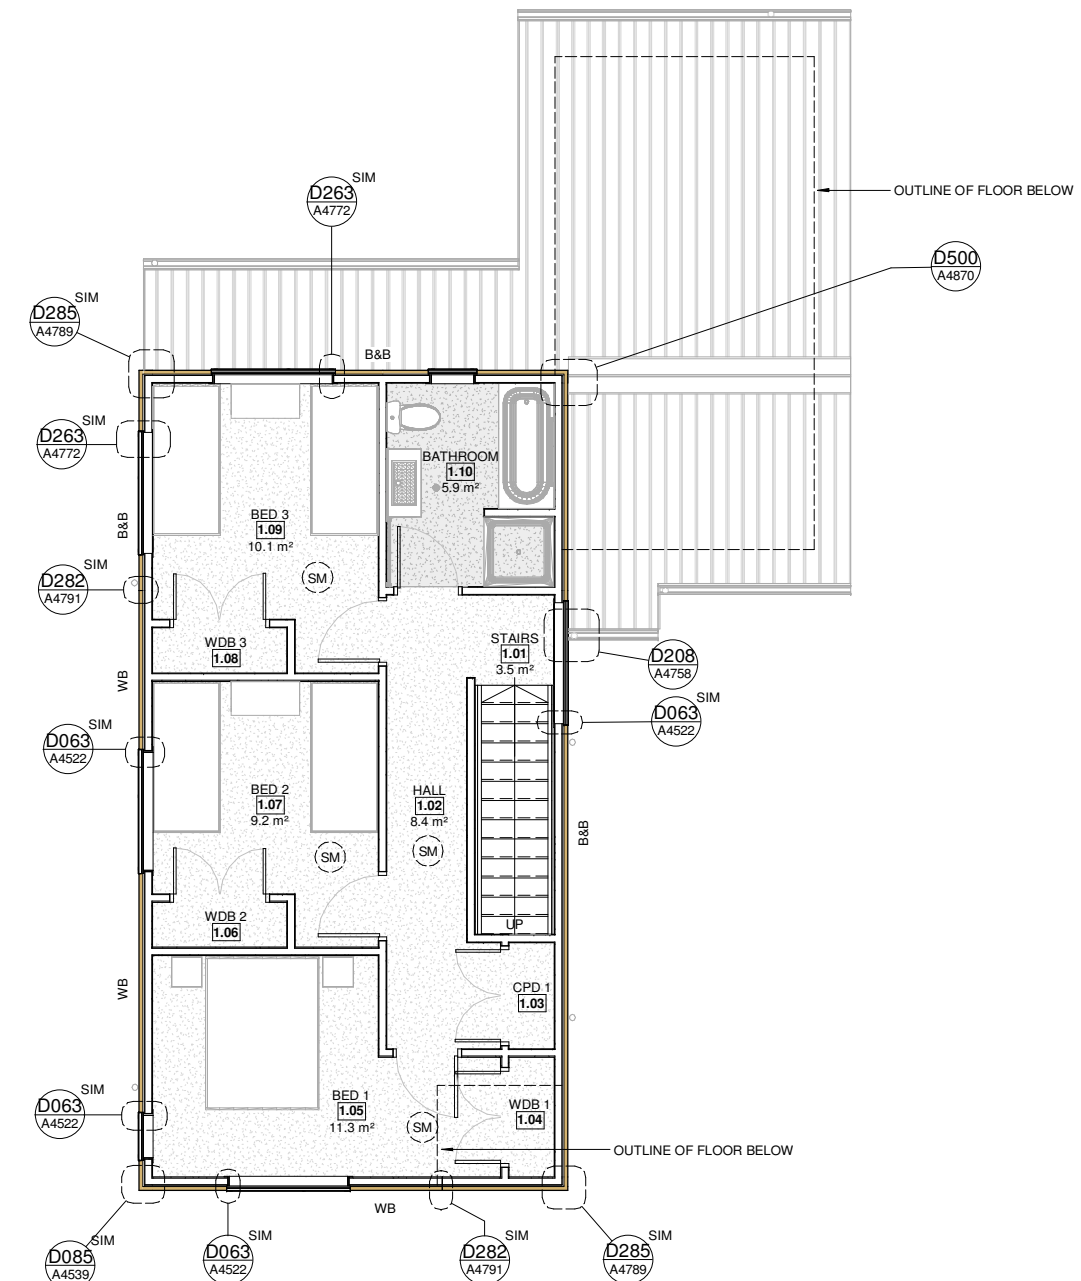 SIM
D263
A4772
OUTLINE OF FLOOR BELOW
D500
A4870
SIM
D285
A4789
B&B
SIM
D263
A4772
BATHROOM
1.10
5.9 m²
B&B
BED 3
1.09
10.1 m²
SIM
D282
A4791
SM
WDB 3
1.08
STAIRS
1.01
3.5 m²
D208
A4758
WB
SIM
D063
A4522
SIM
D063
A4522
BED 2
1.07
9.2 m²
HALL
1.02
8.4 m²
B&B
SM
SM
WDB 2
1.06
UP
WB
CPD 1
1.03
SIM
D063
A4522
BED 1
1.05
11.3 m²
SM
WDB 1
1.04
OUTLINE OF FLOOR BELOW
WB
SIM
D085
A4539
SIM
D063
A4522
SIM
D282
A4791
SIM
D285
A4789